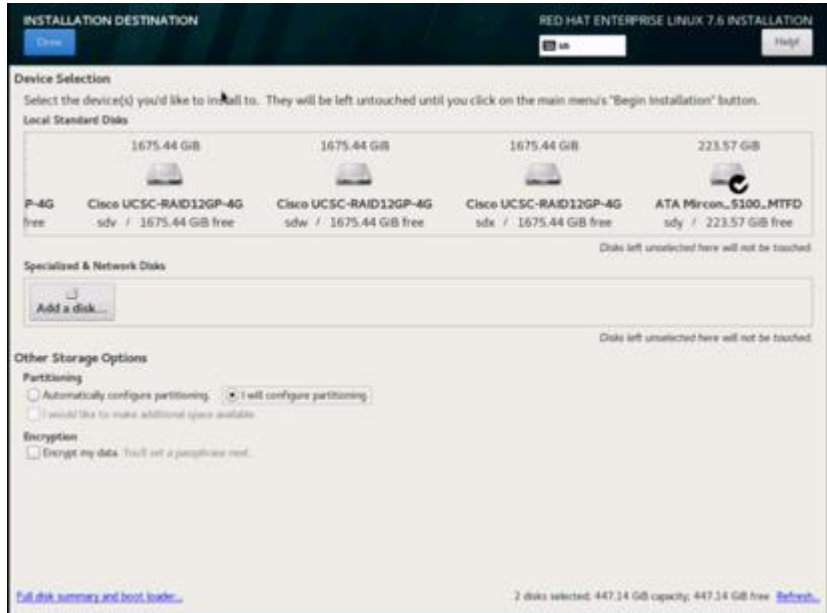 INSTALLATION DESTINATION
RED HAT ENTERPRISE LINUX 7.6 INSTALLATION
Done
us
Help!
Device Selection
Select the device(s) you'd like to install to. They will be left untouched until you click on the main menu's "Begin Installation" button.
Local Standard Disks
1675.44 GiB 1675.44 GiB 1675.44 GiB 223.57 GiB
P-4G Cisco UCSC-RAID12GP-4G Cisco UCSC-RAID12GP-4G Cisco UCSC-RAID12GP-4G ATA Mircon_5100_MTFD
free sdv / 1675.44 GiB free sdw / 1675.44 GiB free sdx / 1675.44 GiB free sdy / 223.57 GiB free
Disks left unselected here will not be touched.
Specialized & Network Disks
Add a disk...
Disks left unselected here will not be touched.
Other Storage Options
Partitioning
Automatically configure partitioning. I will configure partitioning.
I would like to make additional space available.
Encryption
Encrypt my data. You'll set a passphrase next.
Full disk summary and boot loader...
2 disks selected; 447.14 GiB capacity; 447.14 GiB free Refresh...